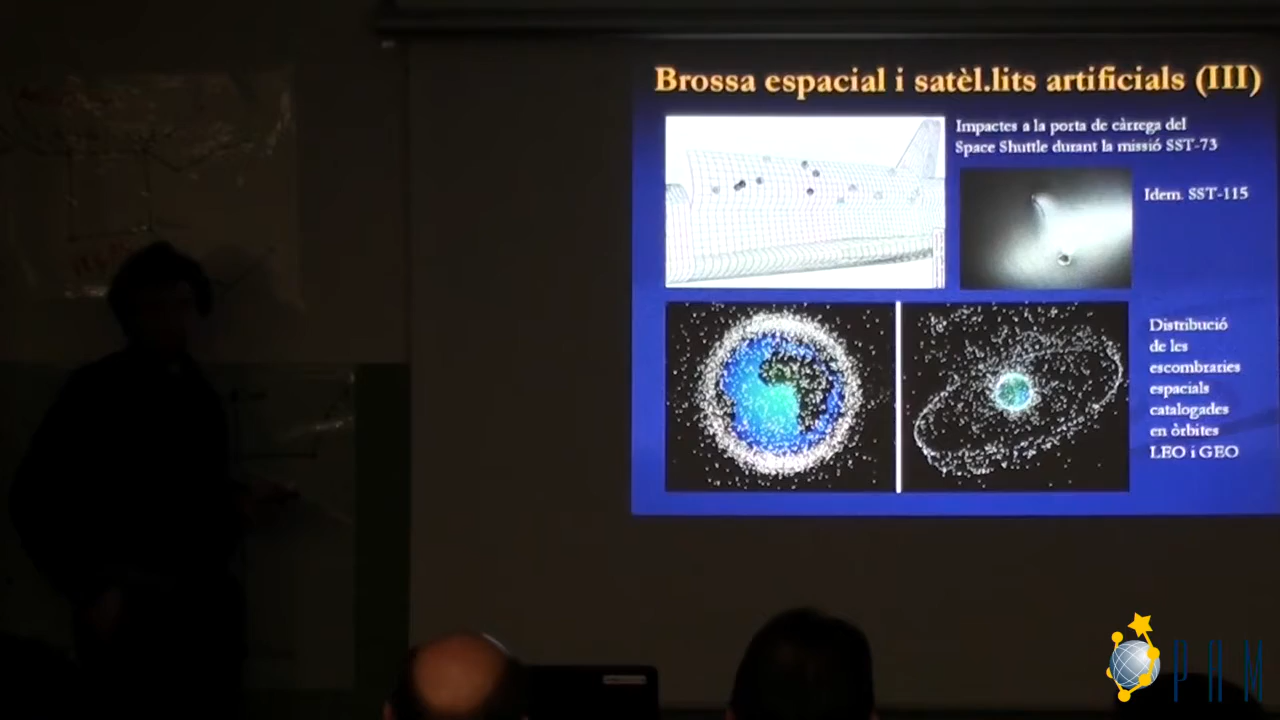 Brossa espacial i satèl.lits artificials (III)
Impactes a la porta de càrrega del
Space Shuttle durant la missió SST-73
Idem. SST-115
Distribució
de les
escombraries
espacials
catalogades
en òrbites
LEO i GEO
PAM